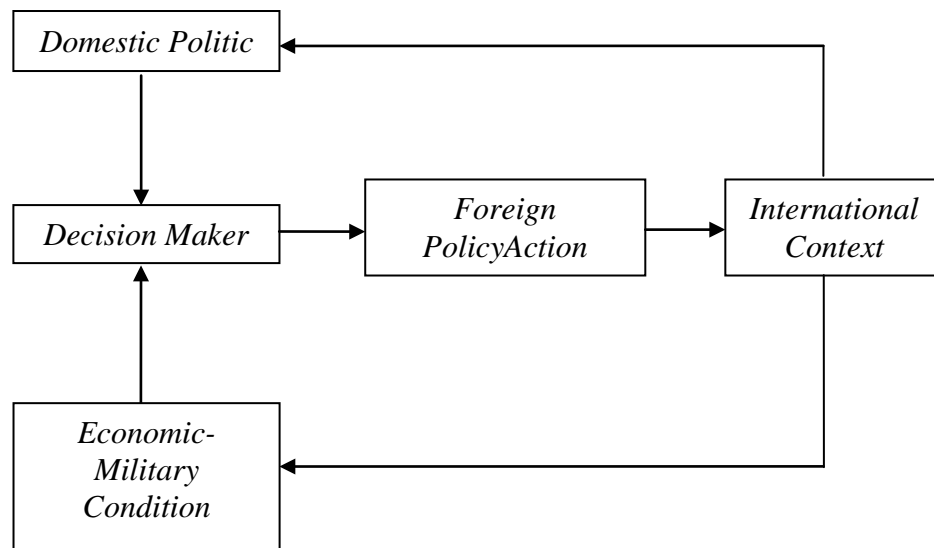 Domestic Politic
Decision Maker
Foreign
PolicyAction
International
Context
Economic-
Military
Condition